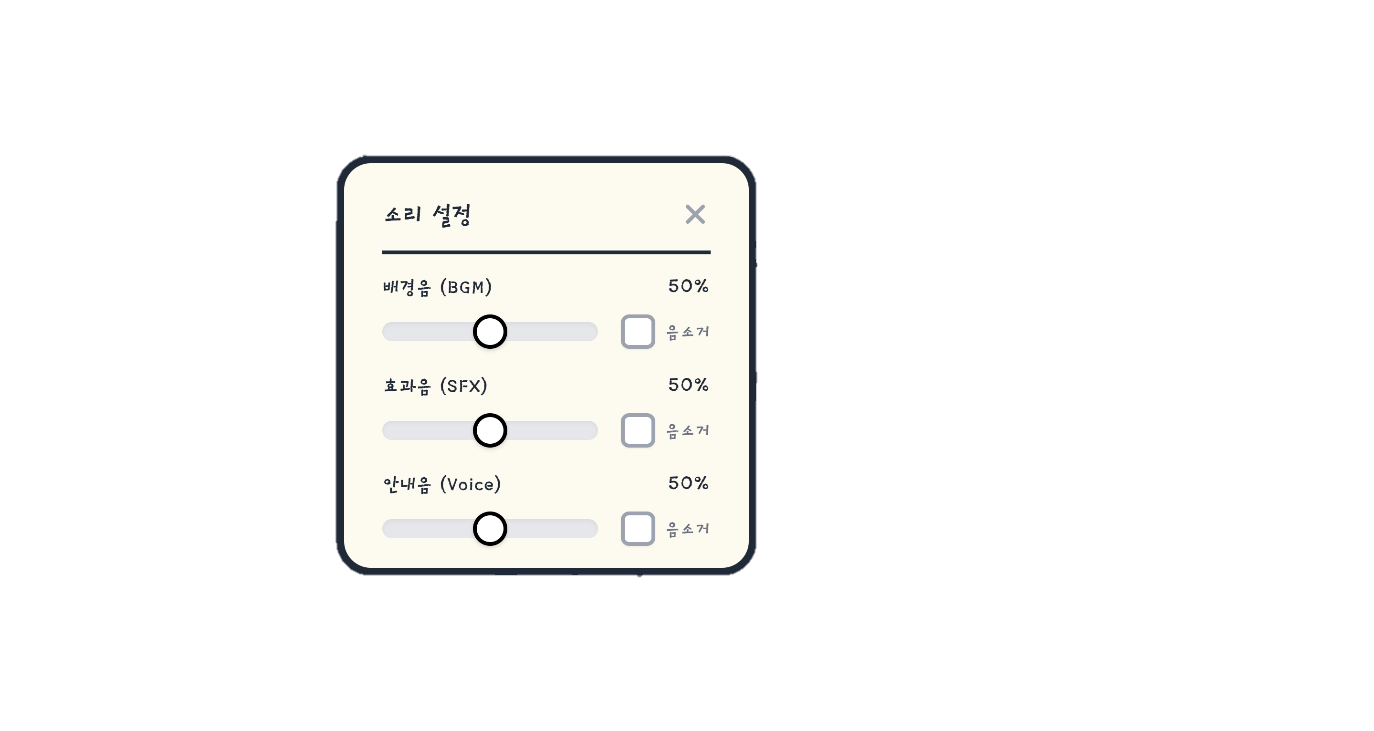 소리 설정
배경음 (BGM) 50%
음소거
효과음 (SFX) 50%
음소거
안내음 (Voice) 50%
음소거